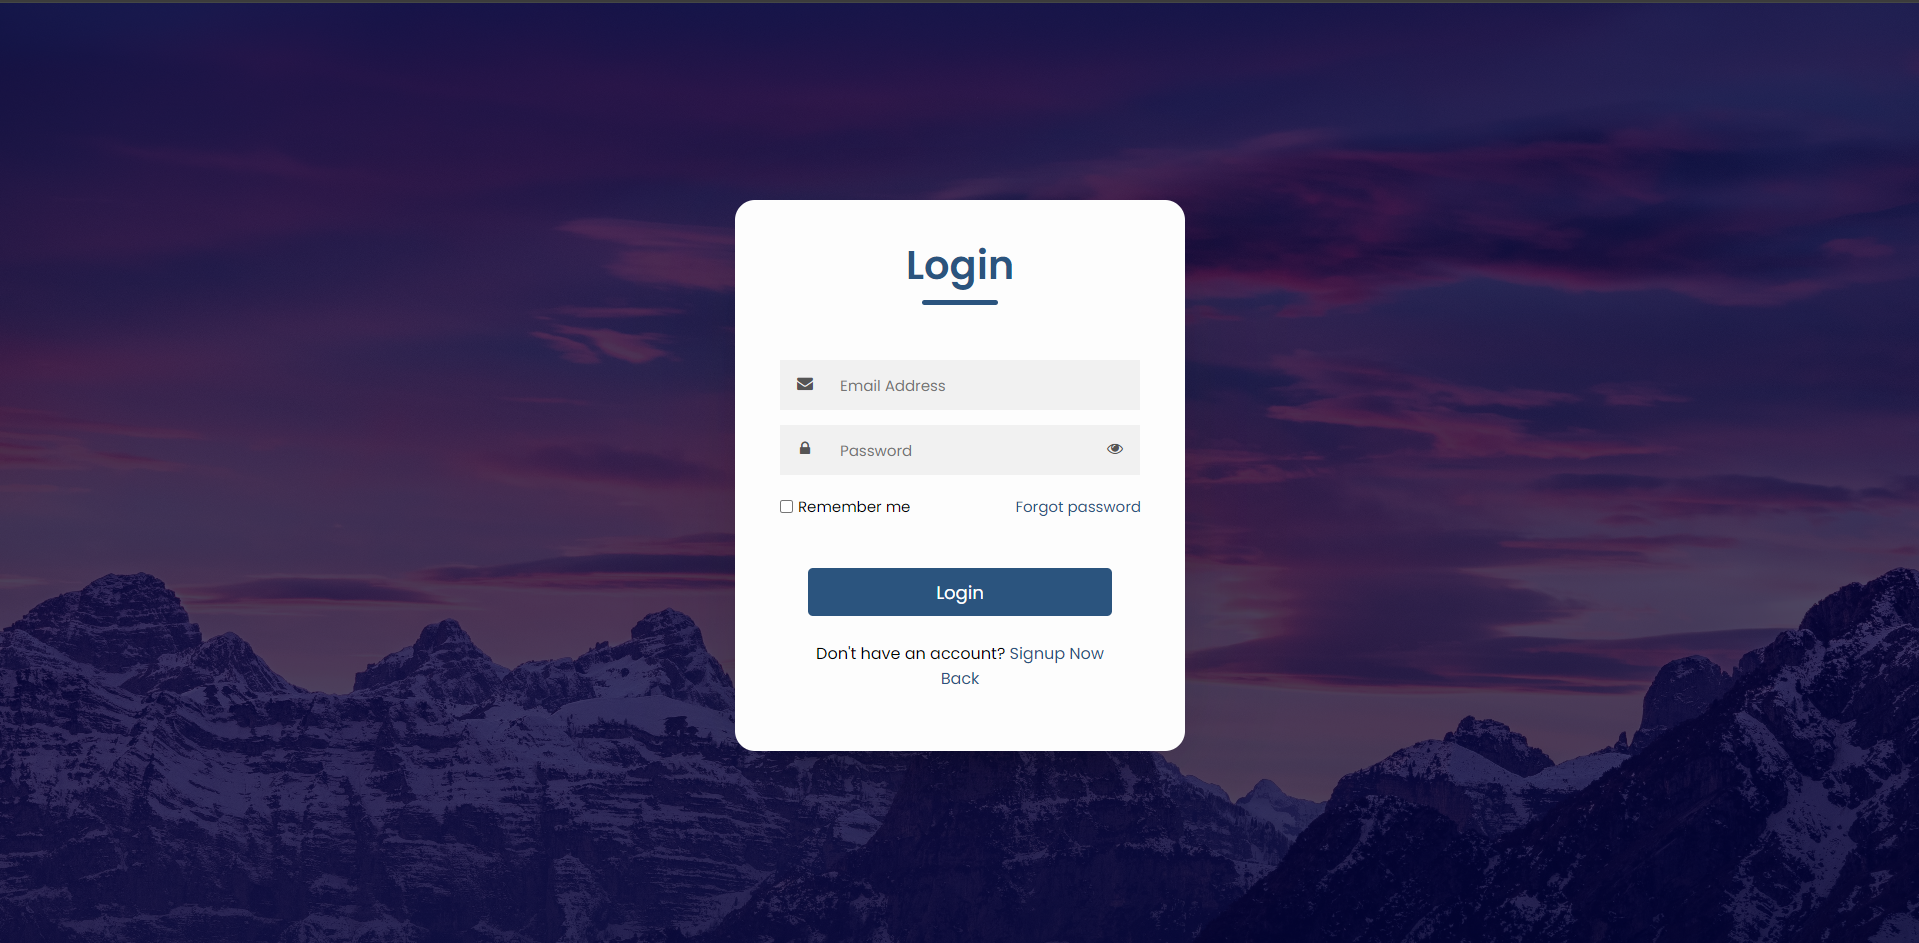 Login
Email Address
Password
Remember me Forgot password
Login
Don't have an account? Signup Now
Back